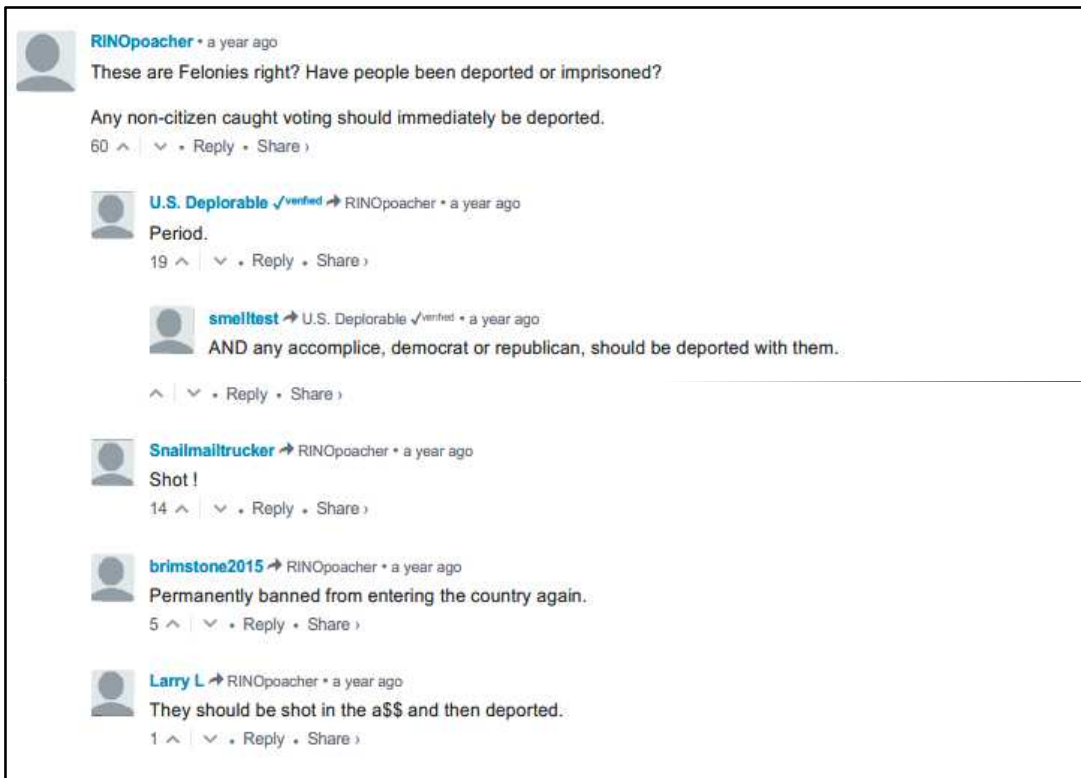 RINOpoacher • a year ago
These are Felonies right? Have people been deported or imprisoned?
Any non-citizen caught voting should immediately be deported.
60 • Reply • Share ›
U.S. Deplorable ✓verified RINOpoacher • a year ago
Period.
19 • Reply • Share ›
smelltest U.S. Deplorable ✓verified • a year ago
AND any accomplice, democrat or republican, should be deported with them.
• Reply • Share ›
Snailmailtrucker RINOpoacher • a year ago
Shot !
14 • Reply • Share ›
brimstone2015 RINOpoacher • a year ago
Permanently banned from entering the country again.
5 • Reply • Share ›
Larry L RINOpoacher • a year ago
They should be shot in the a$$ and then deported.
1 • Reply • Share ›